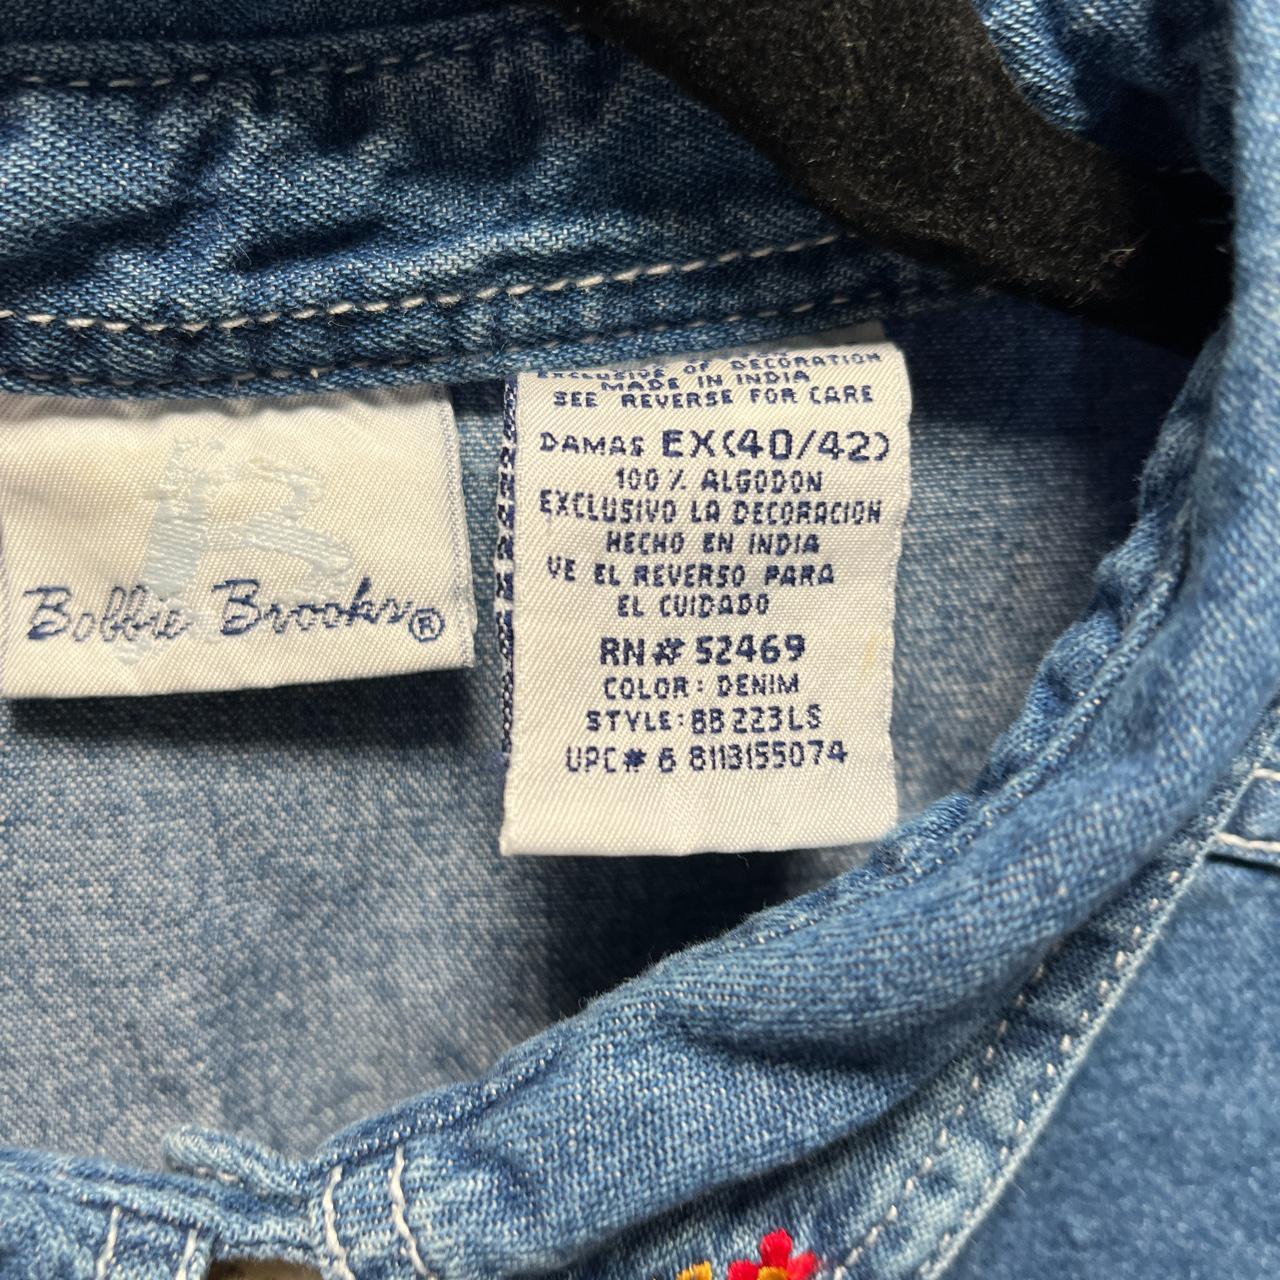 Bobbie Brooks®
EXCLUSIVE OF DECORATION
MADE IN INDIA
SEE REVERSE FOR CARE
DAMAS EX(40/42)
100% ALGODON
EXCLUSIVO LA DECORACION
HECHO EN INDIA
VE EL REVERSO PARA
EL CUIDADO
RN# 52469
COLOR: DENIM
STYLE: BB 223LS
UPC# 6 8113155074